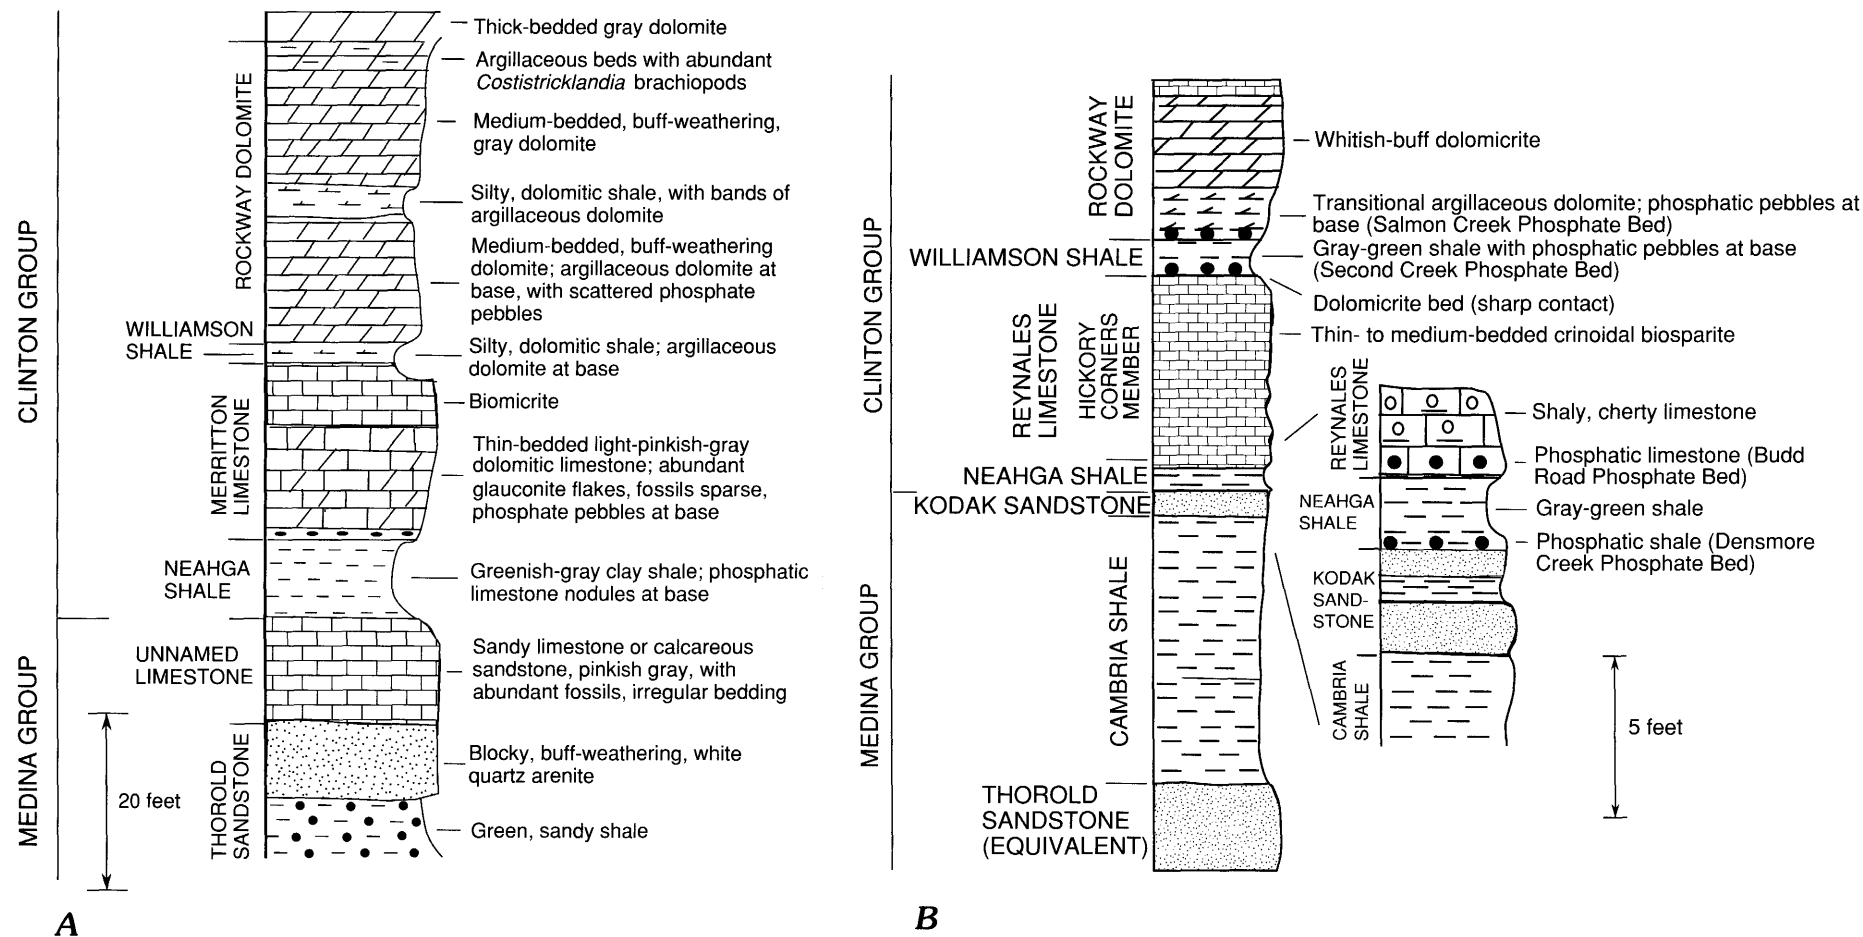 Thick-bedded gray dolomite
Argillaceous beds with abundant
Costistricklandia brachiopods
ROCKWAY DOLOMITE
Medium-bedded, buff-weathering,
gray dolomite
Silty, dolomitic shale, with bands of
argillaceous dolomite
Medium-bedded, buff-weathering
dolomite; argillaceous dolomite at
base, with scattered phosphate
pebbles
CLINTON GROUP
WILLIAMSON
SHALE
Silty, dolomitic shale; argillaceous
dolomite at base
Biomicrite
MERRITTON
LIMESTONE
Thin-bedded light-pinkish-gray
dolomitic limestone; abundant
glauconite flakes, fossils sparse,
phosphate pebbles at base
NEAHGA
SHALE
Greenish-gray clay shale; phosphatic
limestone nodules at base
MEDINA GROUP
UNNAMED
LIMESTONE
Sandy limestone or calcareous
sandstone, pinkish gray, with
abundant fossils, irregular bedding
THOROLD
SANDSTONE
Blocky, buff-weathering, white
quartz arenite
20 feet
Green, sandy shale
A
ROCKWAY
DOLOMITE
Whitish-buff dolomicrite
Transitional argillaceous dolomite; phosphatic pebbles at
base (Salmon Creek Phosphate Bed)
CLINTON GROUP
WILLIAMSON SHALE
Gray-green shale with phosphatic pebbles at base
(Second Creek Phosphate Bed)
Dolomicrite bed (sharp contact)
REYNALES
LIMESTONE
HICKORY
CORNERS
MEMBER
Thin- to medium-bedded crinoidal biosparite
NEAHGA SHALE
KODAK SANDSTONE
MEDINA GROUP
CAMBRIA SHALE
THOROLD
SANDSTONE
(EQUIVALENT)
REYNALES
LIMESTONE
Shaly, cherty limestone
Phosphatic limestone (Budd
Road Phosphate Bed)
NEAHGA
SHALE
Gray-green shale
Phosphatic shale (Densmore
Creek Phosphate Bed)
KODAK
SAND-
STONE
CAMBRIA
SHALE
5 feet
B